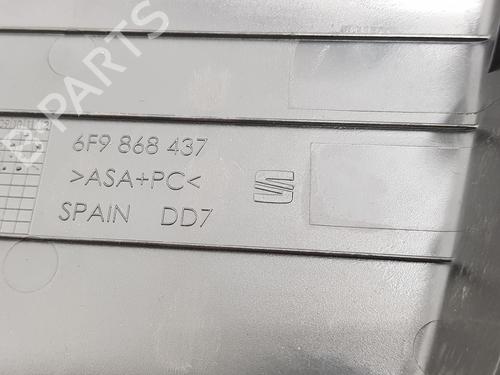 B-PARTS
6F9 868 437
>ASA+PC<
SPAIN DD7